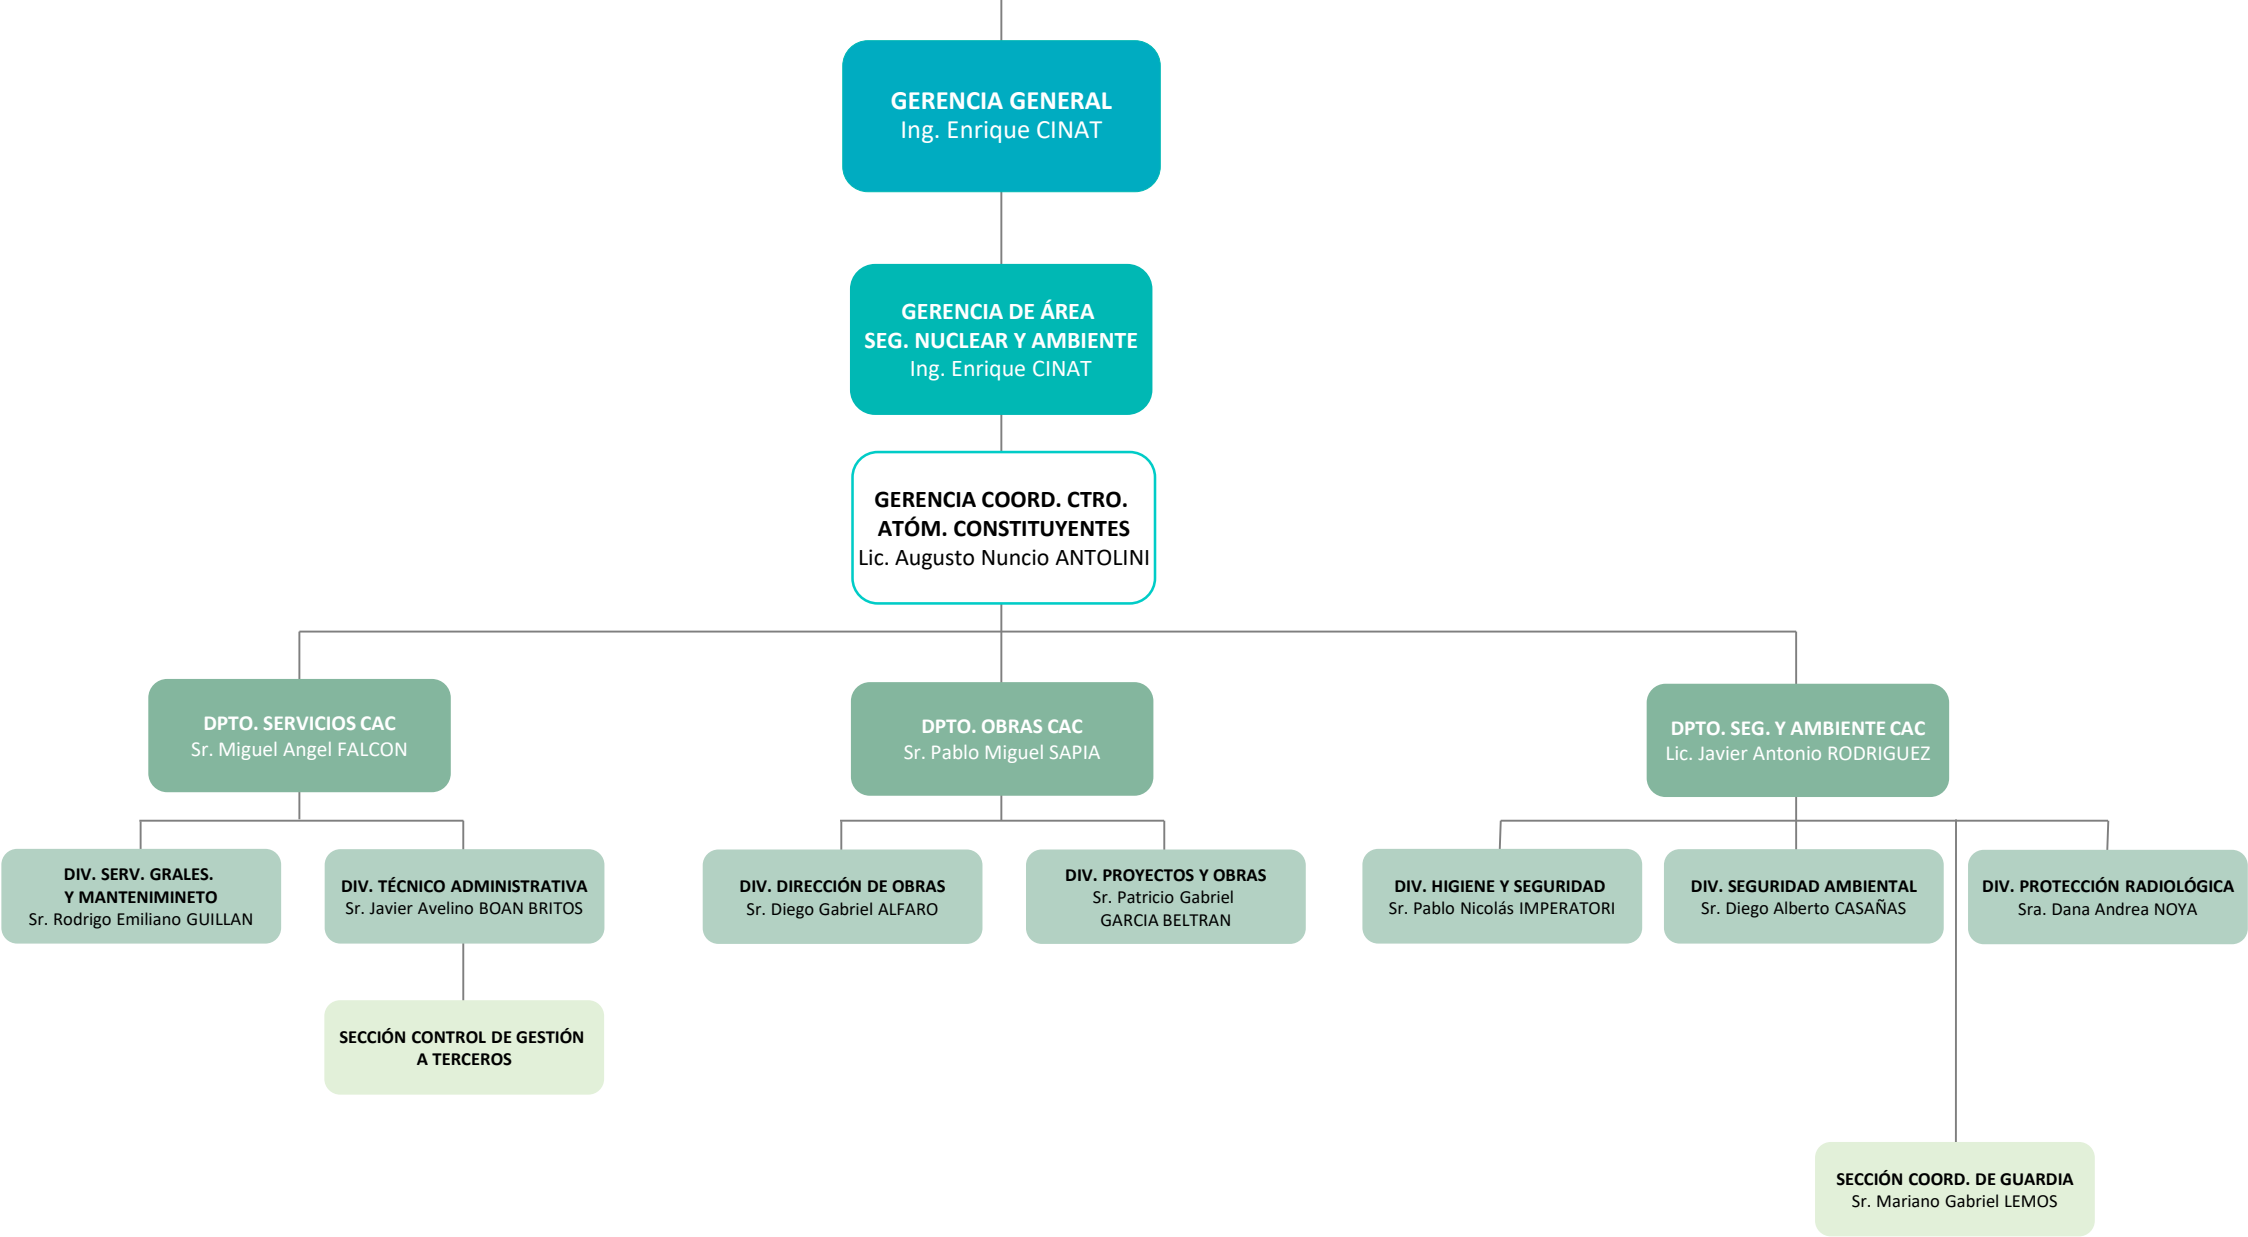 GERENCIA GENERAL
Ing. Enrique CINAT
GERENCIA DE ÁREA
SEG. NUCLEAR Y AMBIENTE
Ing. Enrique CINAT
GERENCIA COORD. CTRO.
ATÓM. CONSTITUYENTES
Lic. Augusto Nuncio ANTOLINI
DPTO. SERVICIOS CAC
Sr. Miguel Angel FALCON
DPTO. OBRAS CAC
Sr. Pablo Miguel SAPIA
DPTO. SEG. Y AMBIENTE CAC
Lic. Javier Antonio RODRIGUEZ
DIV. SERV. GRALES.
Y MANTENIMINETO
Sr. Rodrigo Emiliano GUILLAN
DIV. TÉCNICO ADMINISTRATIVA
Sr. Javier Avelino BOAN BRITOS
DIV. DIRECCIÓN DE OBRAS
Sr. Diego Gabriel ALFARO
DIV. PROYECTOS Y OBRAS
Sr. Patricio Gabriel
GARCIA BELTRAN
DIV. HIGIENE Y SEGURIDAD
Sr. Pablo Nicolás IMPERATORI
DIV. SEGURIDAD AMBIENTAL
Sr. Diego Alberto CASAÑAS
DIV. PROTECCIÓN RADIOLÓGICA
Sra. Dana Andrea NOYA
SECCIÓN CONTROL DE GESTIÓN
A TERCEROS
SECCIÓN COORD. DE GUARDIA
Sr. Mariano Gabriel LEMOS